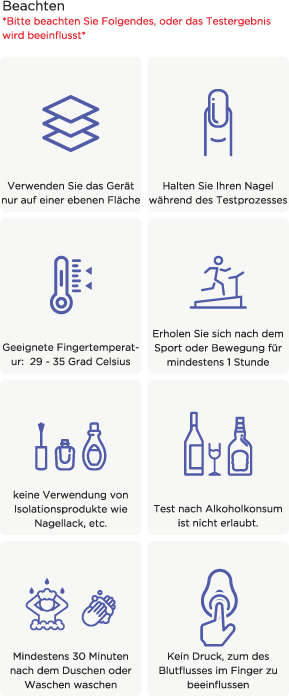 Beachten
*Bitte beachten Sie Folgendes, oder das Testergebnis
wird beeinflusst*
Verwenden Sie das Gerät
nur auf einer ebenen Fläche
Halten Sie Ihren Nagel
während des Testprozesses
Geeignete Fingertemperat-
ur: 29 - 35 Grad Celsius
Erholen Sie sich nach dem
Sport oder Bewegung für
mindestens 1 Stunde
keine Verwendung von
Isolationsprodukte wie
Nagellack, etc.
Test nach Alkoholkonsum
ist nicht erlaubt.
Mindestens 30 Minuten
nach dem Duschen oder
Waschen waschen
Kein Druck, zum des
Blutflusses im Finger zu
beeinflussen